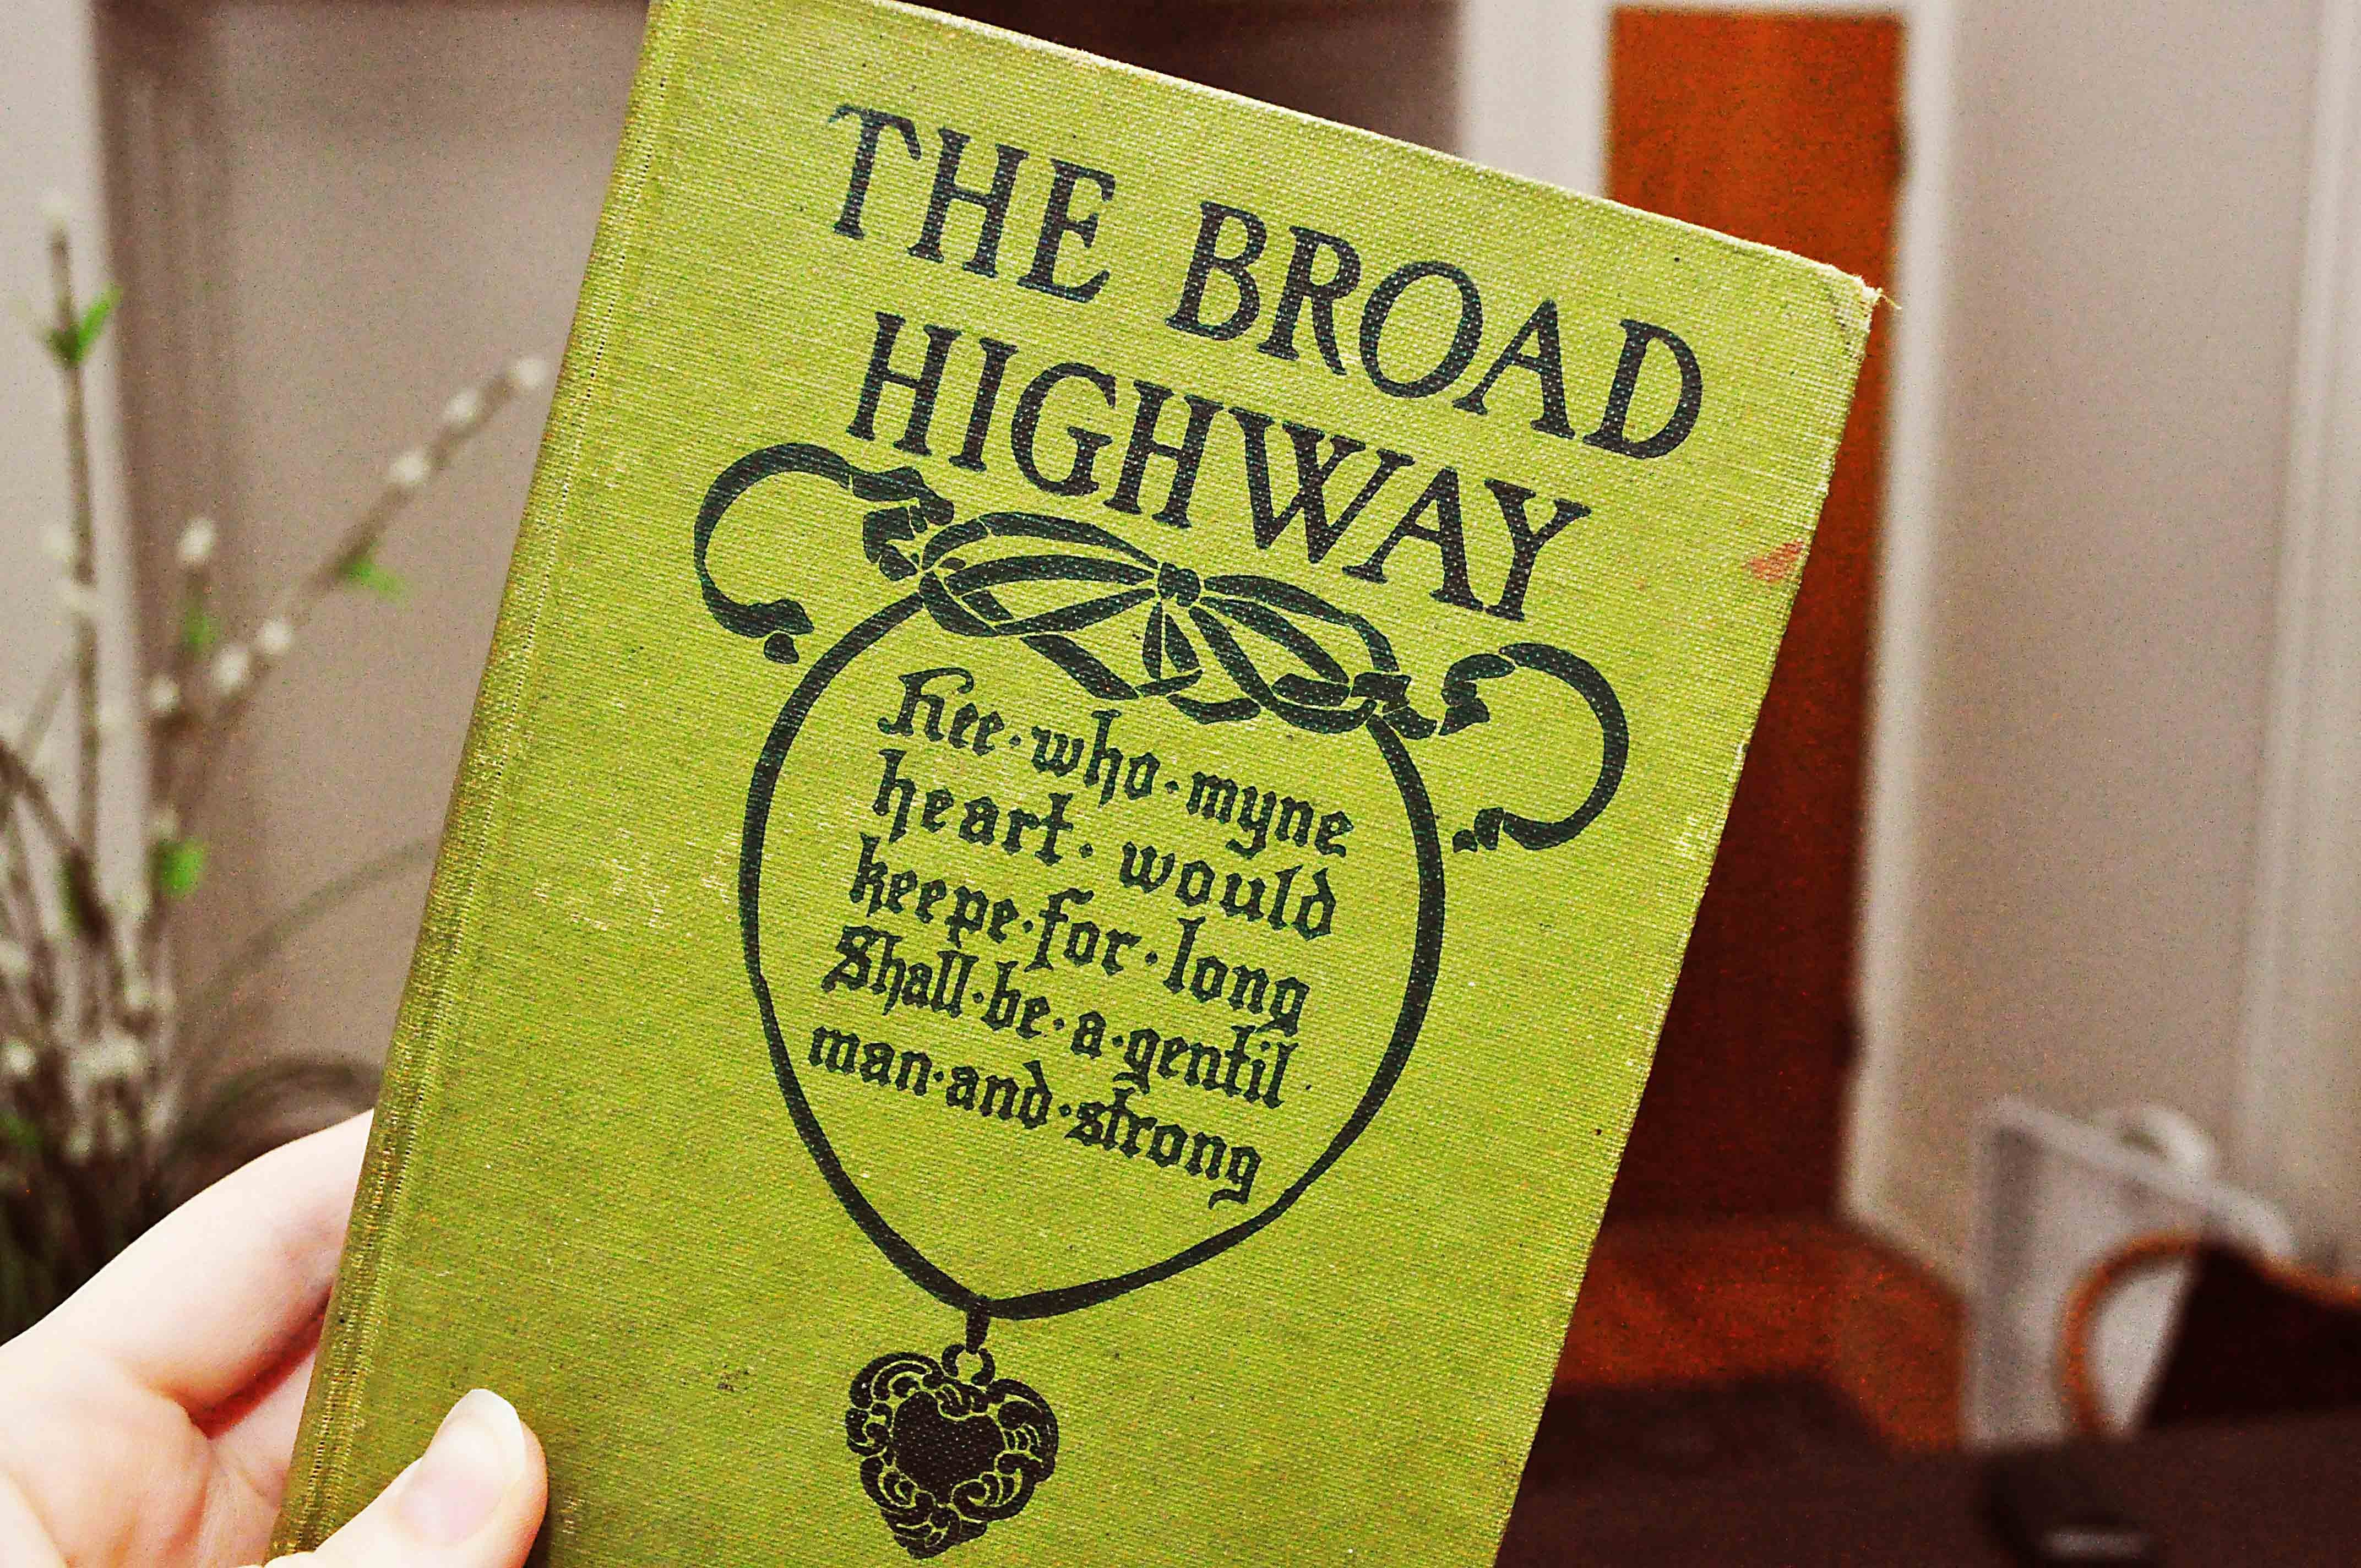 THE BROAD
HIGHWAY
Hee·who·myne
heart·would
keepe·for·long
Shall·be·a·gentil
man·and·strong